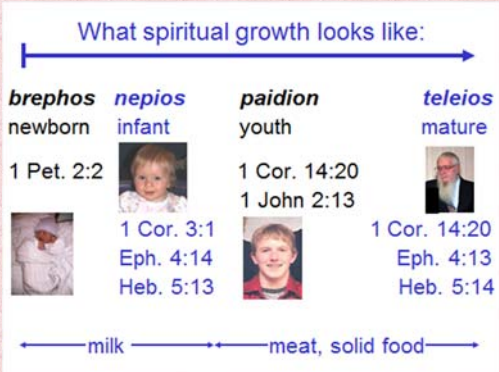 What spiritual growth looks like:
brephos nepios paidion teleios
newborn infant youth mature
1 Pet. 2:2
1 Cor. 3:1
Eph. 4:14
Heb. 5:13
1 Cor. 14:20
1 John 2:13
1 Cor. 14:20
Eph. 4:13
Heb. 5:14
milk meat, solid food